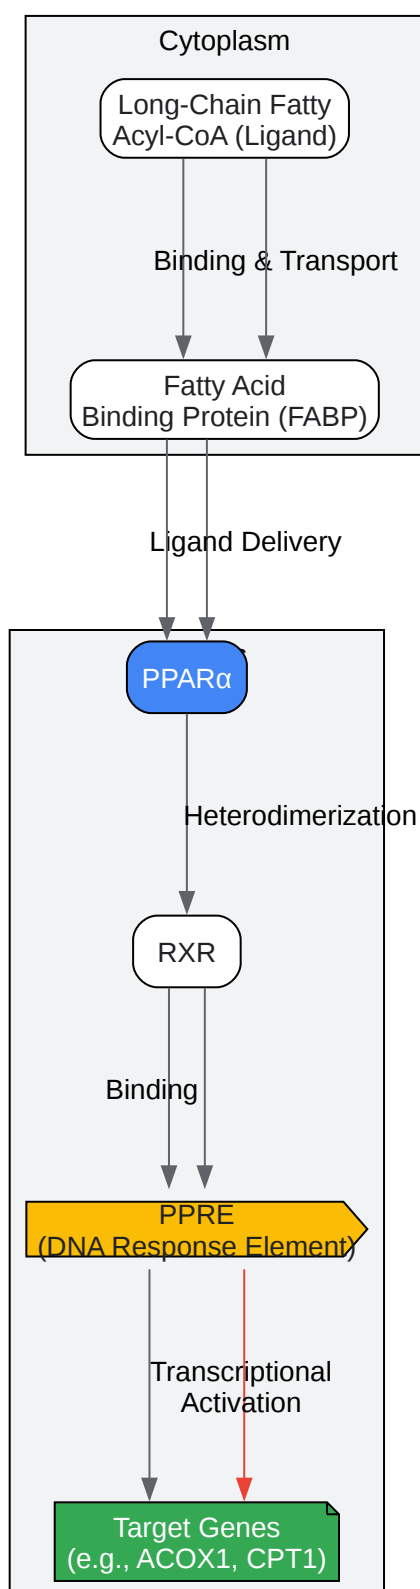 Cytoplasm
Long-Chain Fatty
Acyl-CoA (Ligand)
Binding & Transport
Fatty Acid
Binding Protein (FABP)
Ligand Delivery
PPARα
Heterodimerization
RXR
Binding
PPRE
(DNA Response Element)
Transcriptional
Activation
Target Genes
(e.g., ACOX1, CPT1)